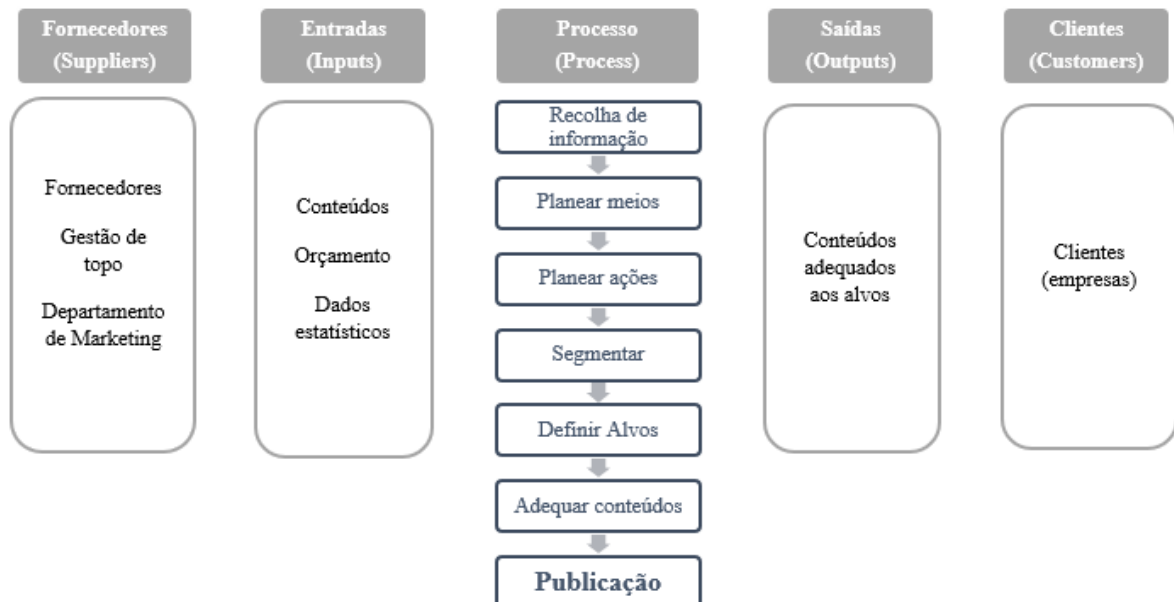 Fornecedores
(Suppliers)
Entradas
(Inputs)
Processo
(Process)
Saídas
(Outputs)
Clientes
(Customers)
Fornecedores
Gestão de
topo
Departamento
de Marketing
Conteúdos
Orçamento
Dados
estatísticos
Recolha de
informação
Planear meios
Planear ações
Segmentar
Definir Alvos
Adequar conteúdos
Publicação
Conteúdos
adequados
aos alvos
Clientes
(empresas)